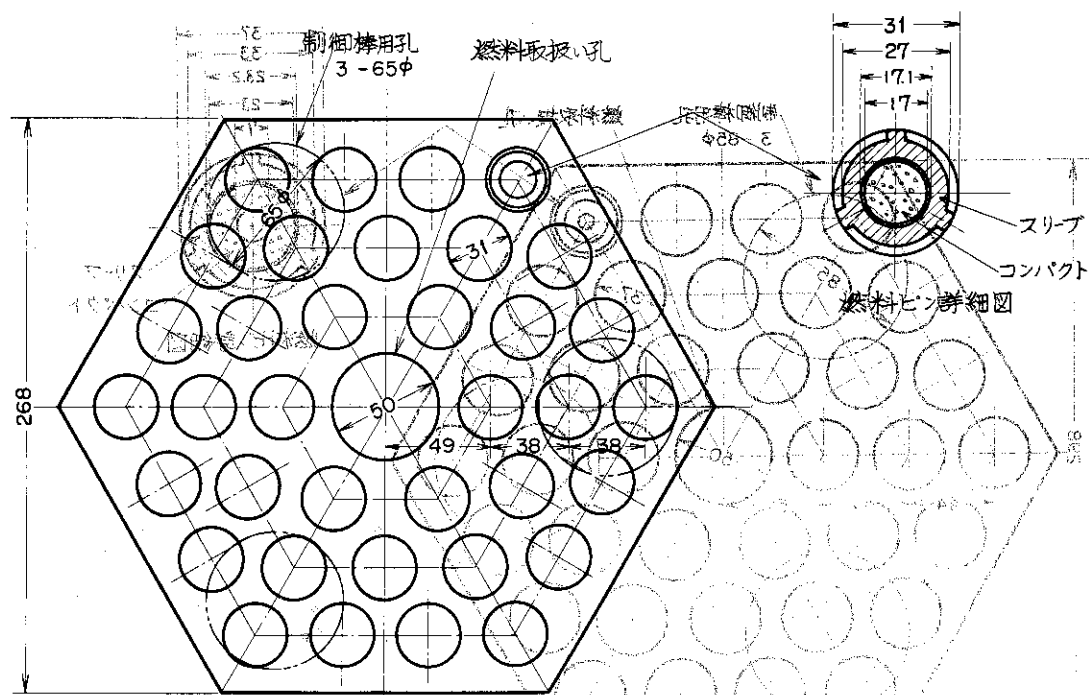 制御棒用孔
3-65φ
燃料取扱い孔
31
27
17.1
17
スリーブ
コンパクト
燃料ピン詳細図
65φ
31
268
50
49
38
38